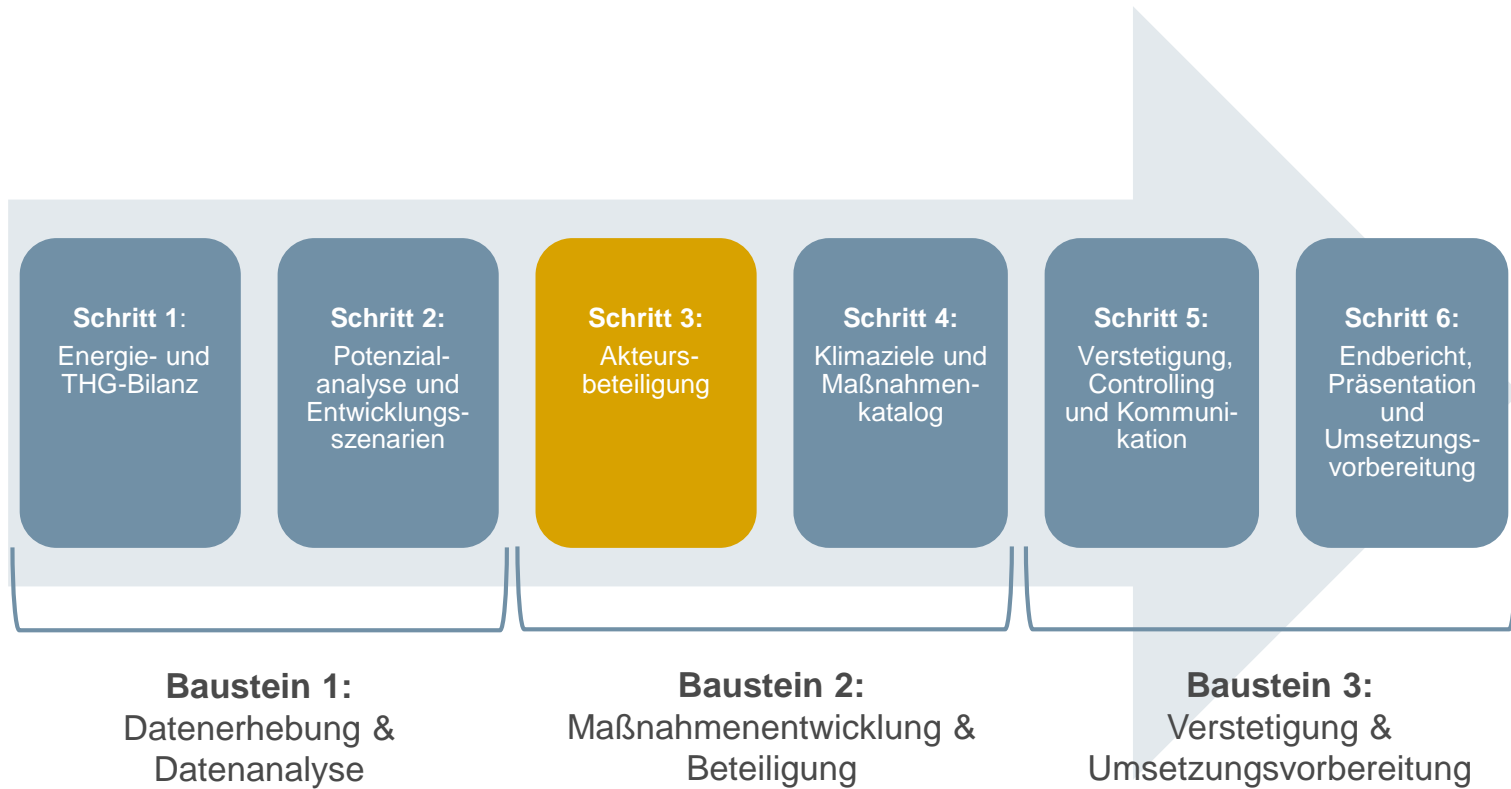 Schritt 1:
Energie- und
THG-Bilanz
Schritt 2:
Potenzial-
analyse und
Entwicklungs-
szenarien
Schritt 3:
Akteurs-
beteiligung
Schritt 4:
Klimaziele und
Maßnahmen-
katalog
Schritt 5:
Verstetigung,
Controlling
und Kommuni-
kation
Schritt 6:
Endbericht,
Präsentation
und
Umsetzungs-
vorbereitung
Baustein 1:
Datenerhebung &
Datenanalyse
Baustein 2:
Maßnahmenentwicklung &
Beteiligung
Baustein 3:
Verstetigung &
Umsetzungsvorbereitung